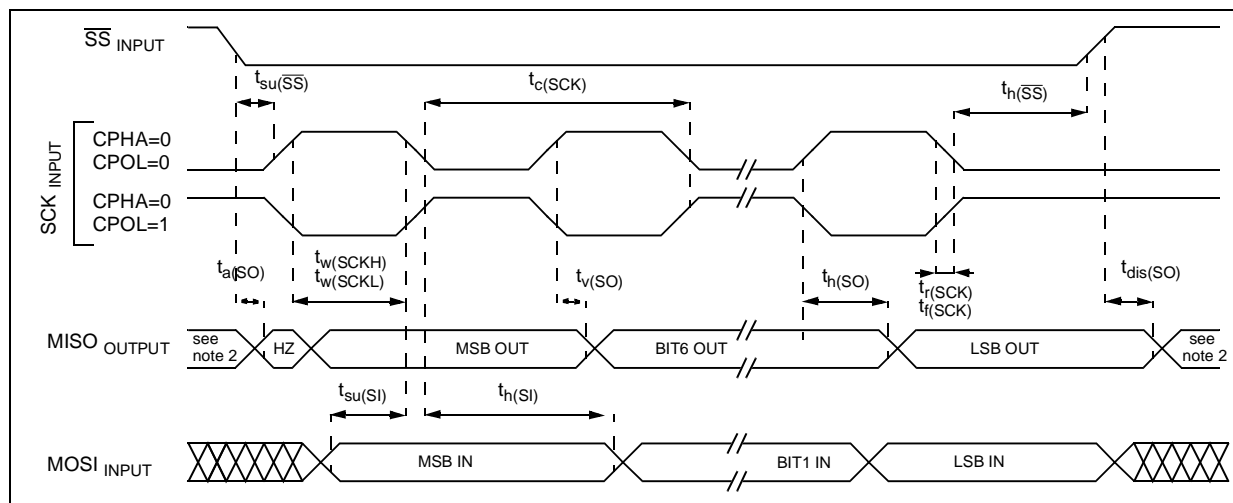 SS INPUT
tsu(SS)
tc(SCK)
th(SS)
SCK INPUT
CPHA=0
CPOL=0
CPHA=0
CPOL=1
ta(SO)
tw(SCKH)
tw(SCKL)
tv(SO)
th(SO)
tr(SCK)
tf(SCK)
tdis(SO)
MISO OUTPUT
see
note 2
HZ
MSB OUT
BIT6 OUT
LSB OUT
see
note 2
tsu(SI)
th(SI)
MOSI INPUT
MSB IN
BIT1 IN
LSB IN